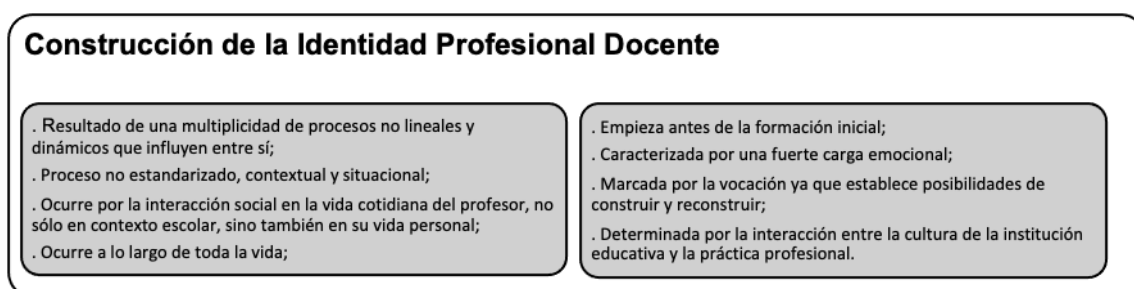 Construcción de la Identidad Profesional Docente
. Resultado de una multiplicidad de procesos no lineales y
dinámicos que influyen entre sí;
. Proceso no estandarizado, contextual y situacional;
. Ocurre por la interacción social en la vida cotidiana del profesor, no
sólo en contexto escolar, sino también en su vida personal;
. Ocurre a lo largo de toda la vida;
. Empieza antes de la formación inicial;
. Caracterizada por una fuerte carga emocional;
. Marcada por la vocación ya que establece posibilidades de
construir y reconstruir;
. Determinada por la interacción entre la cultura de la institución
educativa y la práctica profesional.